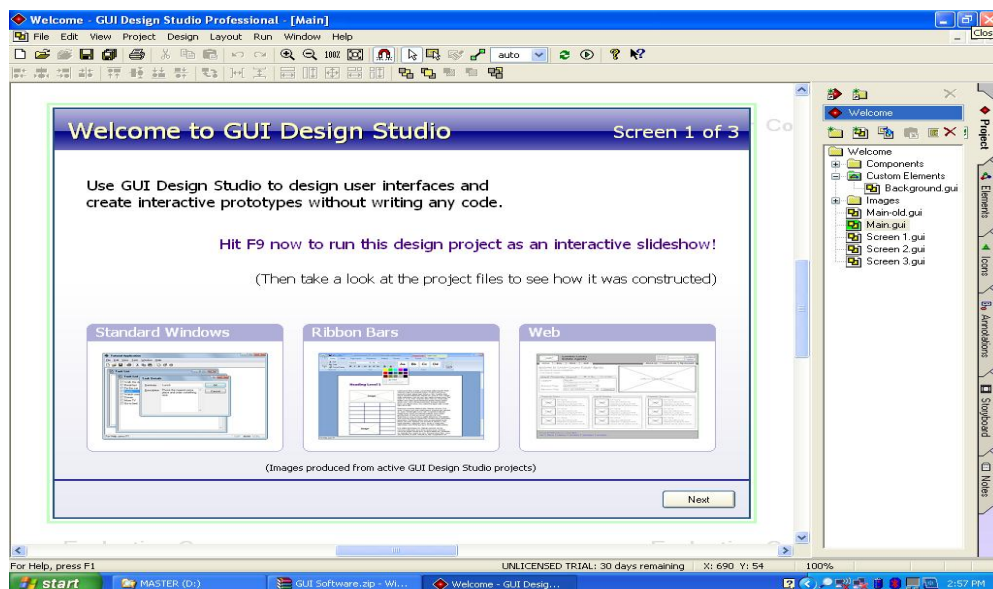 Welcome - GUI Design Studio Professional - [Main]
File Edit View Project Design Layout Run Window Help
Clos
100% auto
Welcome to GUI Design Studio Screen 1 of 3
Use GUI Design Studio to design user interfaces and
create interactive prototypes without writing any code.
Hit F9 now to run this design project as an interactive slideshow!
(Then take a look at the project files to see how it was constructed)
Standard Windows Ribbon Bars Web
(Images produced from active GUI Design Studio projects)
Next
Welcome
Welcome
Components
Custom Elements
Background.gui
Images
Main-old.gui
Main.gui
Screen 1.gui
Screen 2.gui
Screen 3.gui
Project
Elements
Icons
Annotations
Storyboard
Notes
For Help, press F1 UNLICENSED TRIAL: 30 days remaining X: 690 Y: 54 100%
start MASTER (D:) GUI Software.zip - Wi... Welcome - GUI Desig... 2:57 PM